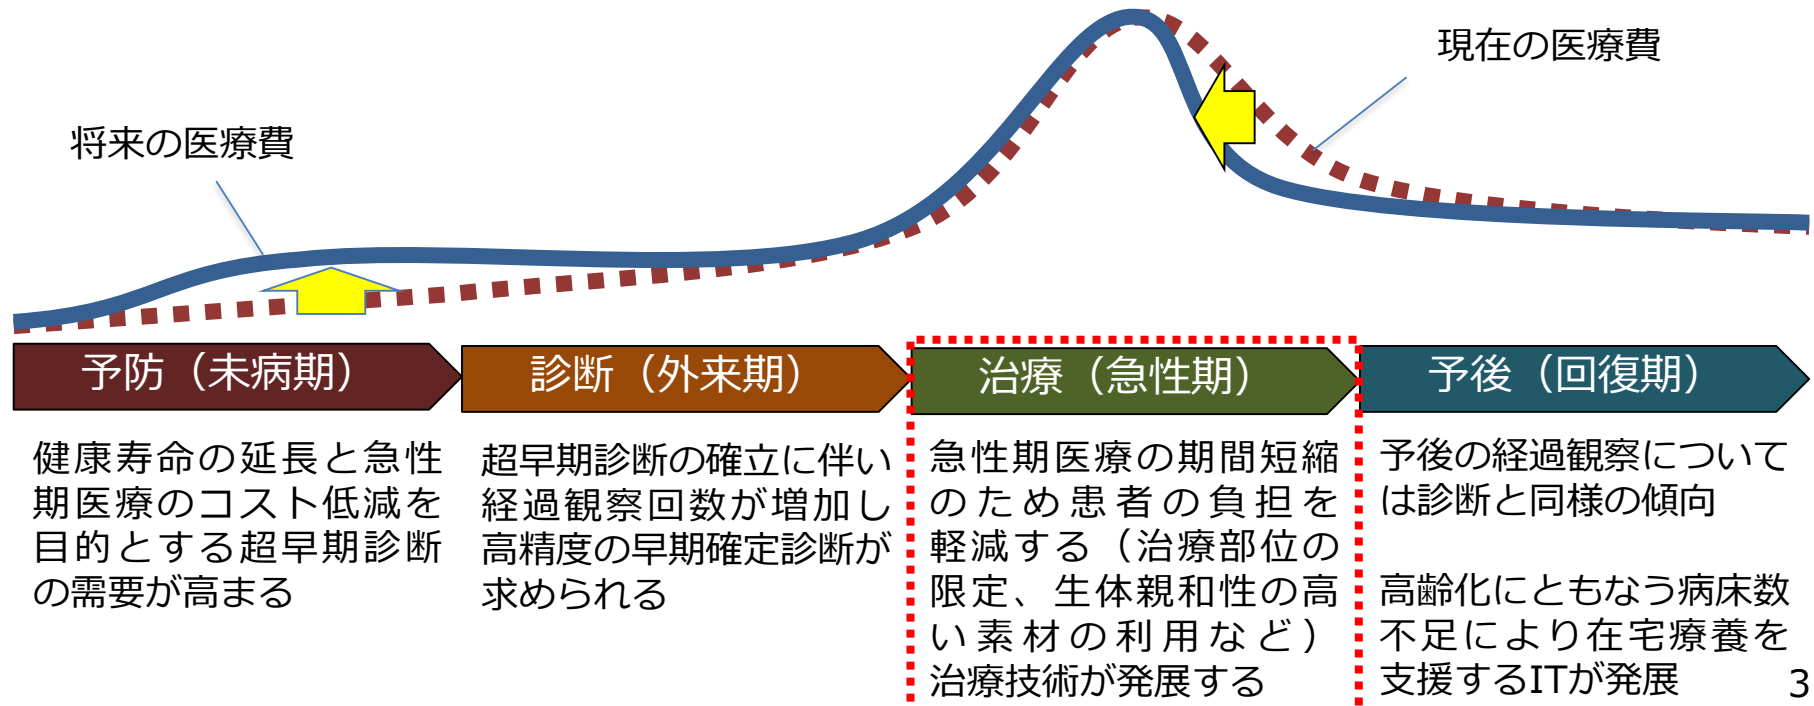 現在の医療費
将来の医療費
予防（未病期）
診断（外来期）
治療（急性期）
予後（回復期）
健康寿命の延長と急性
期医療のコスト低減を
目的とする超早期診断
の需要が高まる
超早期診断の確立に伴い
経過観察回数が増加し
高精度の早期確定診断が
求められる
急性期医療の期間短縮
のため患者の負担を
軽減する（治療部位の
限定、生体親和性の高
い素材の利用など）
治療技術が発展する
予後の経過観察について
は診断と同様の傾向
高齢化にともなう病床数
不足により在宅療養を
支援するITが発展
3